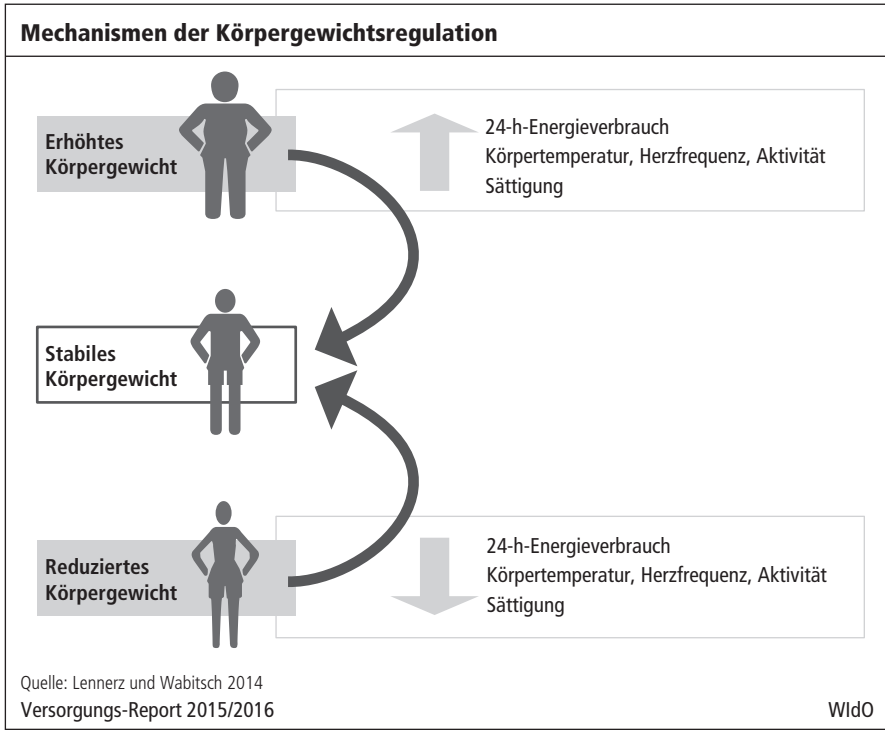 Mechanismen der Körpergewichtsregulation
Erhöhtes
Körpergewicht
24-h-Energieverbrauch
Körpertemperatur, Herzfrequenz, Aktivität
Sättigung
Stabiles
Körpergewicht
Reduziertes
Körpergewicht
24-h-Energieverbrauch
Körpertemperatur, Herzfrequenz, Aktivität
Sättigung
Quelle: Lennerz und Wabitsch 2014
Versorgungs-Report 2015/2016
WIdO